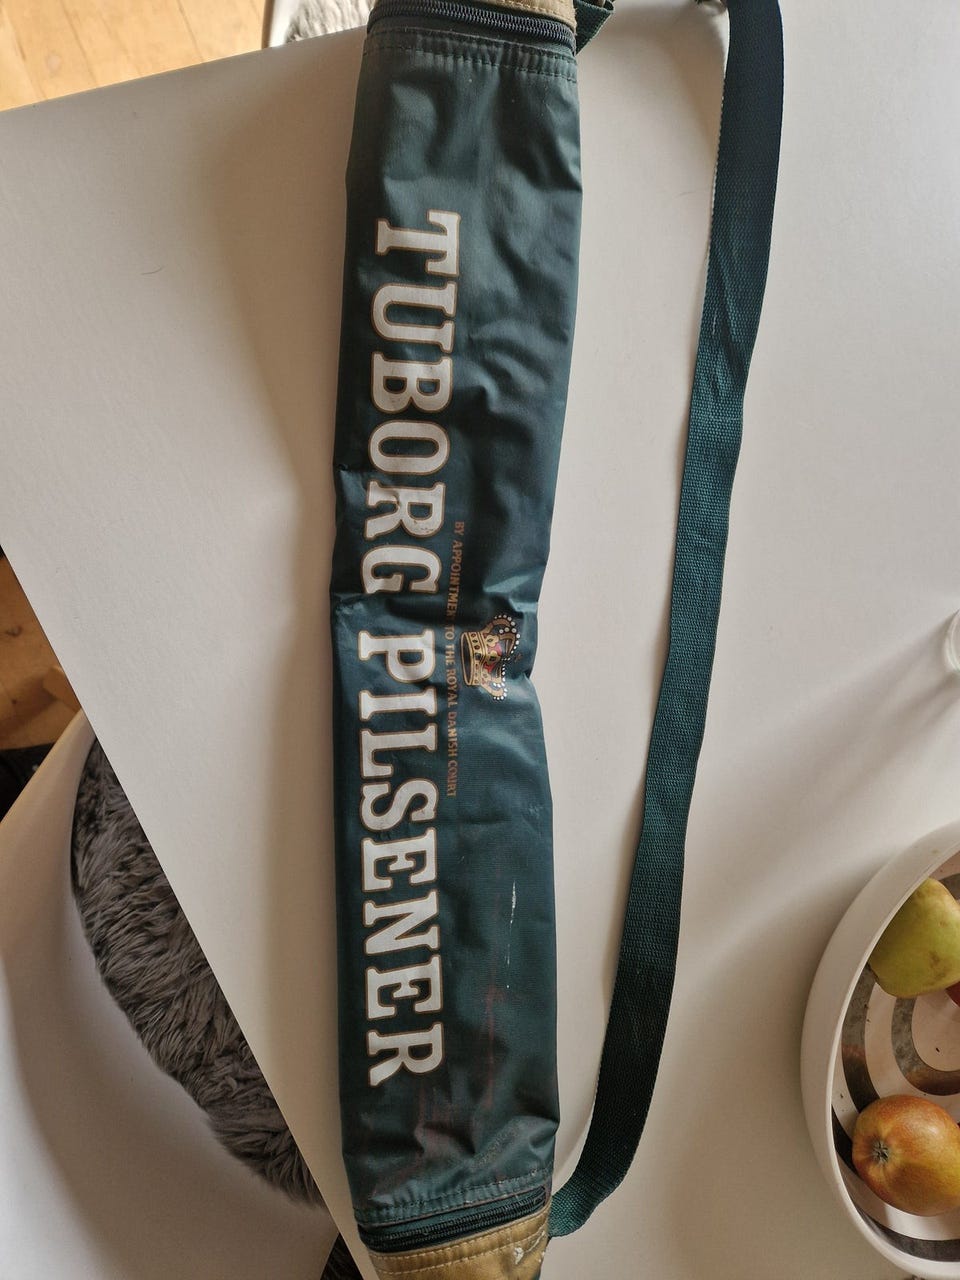 BY APPOINTMENT TO THE ROYAL DANISH COURT
TUBORG PILSENER